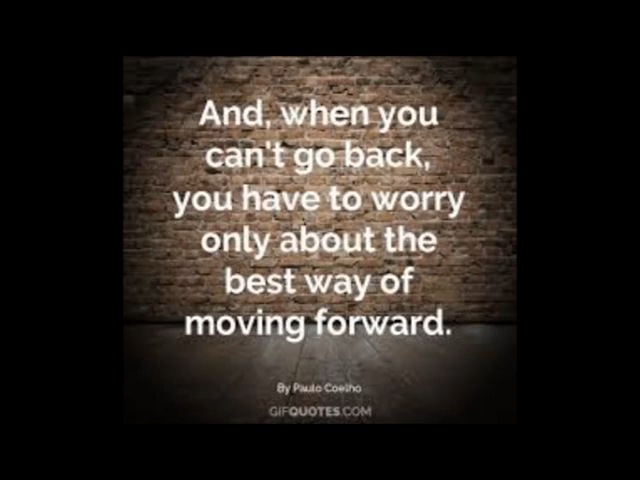 And, when you
can't go back,
you have to worry
only about the
best way of
moving forward.
By Paulo Coelho
GIFQUOTES.COM